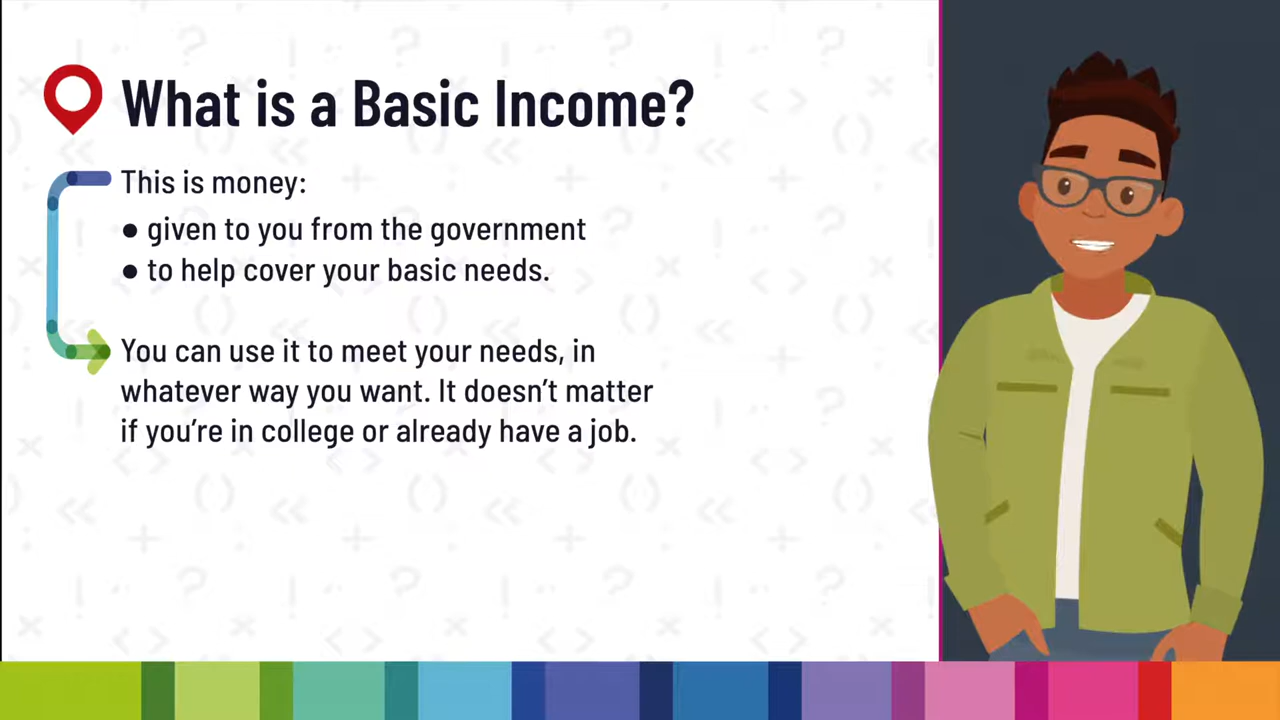 What is a Basic Income?
This is money:
● given to you from the government
● to help cover your basic needs.
You can use it to meet your needs, in
whatever way you want. It doesn’t matter
if you’re in college or already have a job.